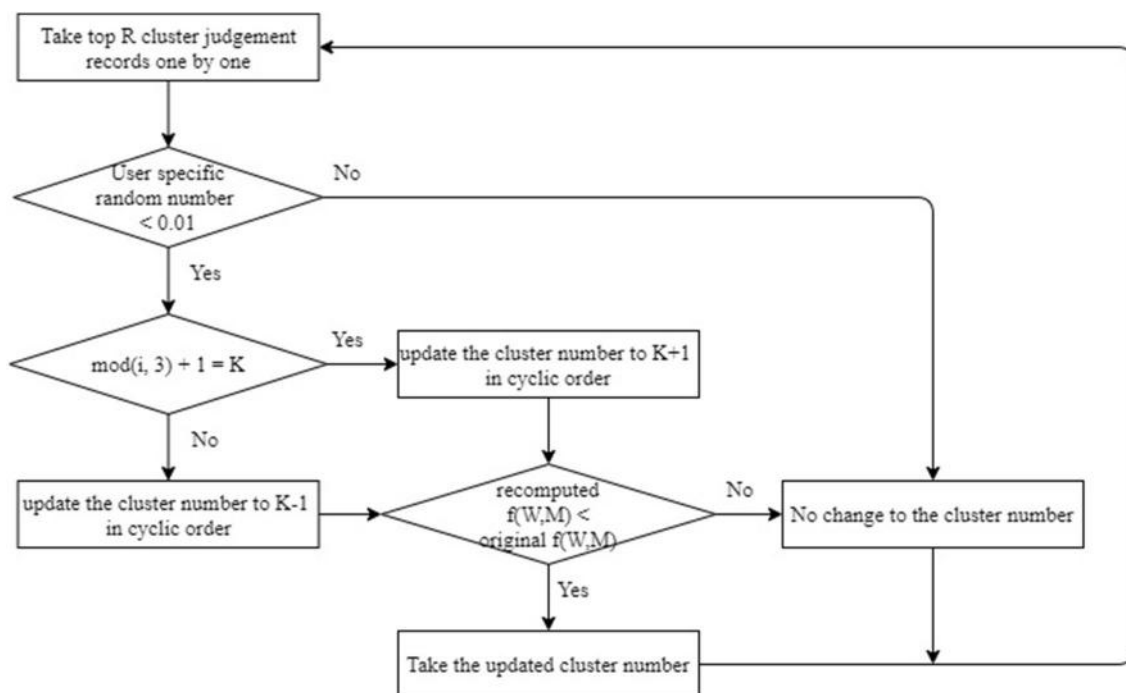 Take top R cluster judgement
records one by one
User specific
random number
< 0.01
No
Yes
mod(i, 3) + 1 = K
Yes
update the cluster number to K+1
in cyclic order
No
update the cluster number to K-1
in cyclic order
recomputed
f(W,M) <
original f(W,M)
No
No change to the cluster number
Yes
Take the updated cluster number